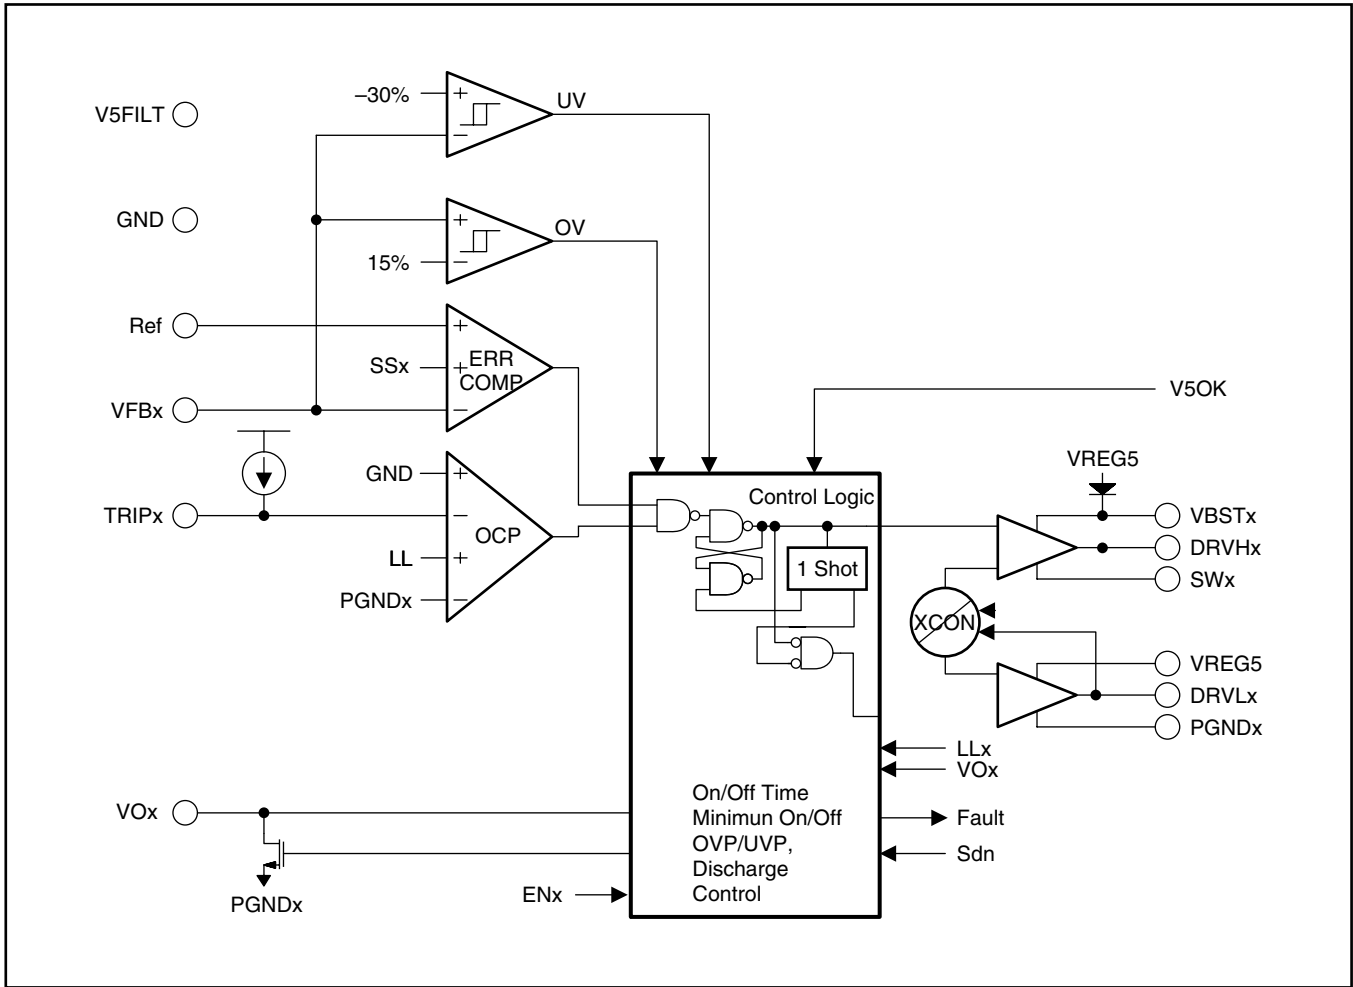 V5FILT
–30%
+
−
UV
GND
+
15%
−
OV
Ref
+
SSx
+
ERR
COMP
VFBx
−
GND
+
TRIPx
−
OCP
LL
+
PGNDx
−
V5OK
Control Logic
1 Shot
VREG5
VBSTx
DRVHx
SWx
XCON
VREG5
DRVLx
PGNDx
LLx
VOx
Fault
Sdn
On/Off Time
Minimun On/Off
OVP/UVP,
Discharge
Control
VOx
PGNDx
ENx